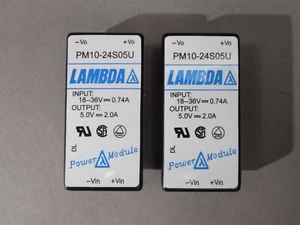 −Vo +Vo
PM10-24S05U
LAMBDA
INPUT:
18--36V⎓0.74A
OUTPUT:
5.0V⎓2.0A
DL
Power Module
−Vin +Vin
−Vo +Vo
PM10-24S05U
LAMBDA
INPUT:
18--36V⎓0.74A
OUTPUT:
5.0V⎓2.0A
DL
Power Module
−Vin +Vin